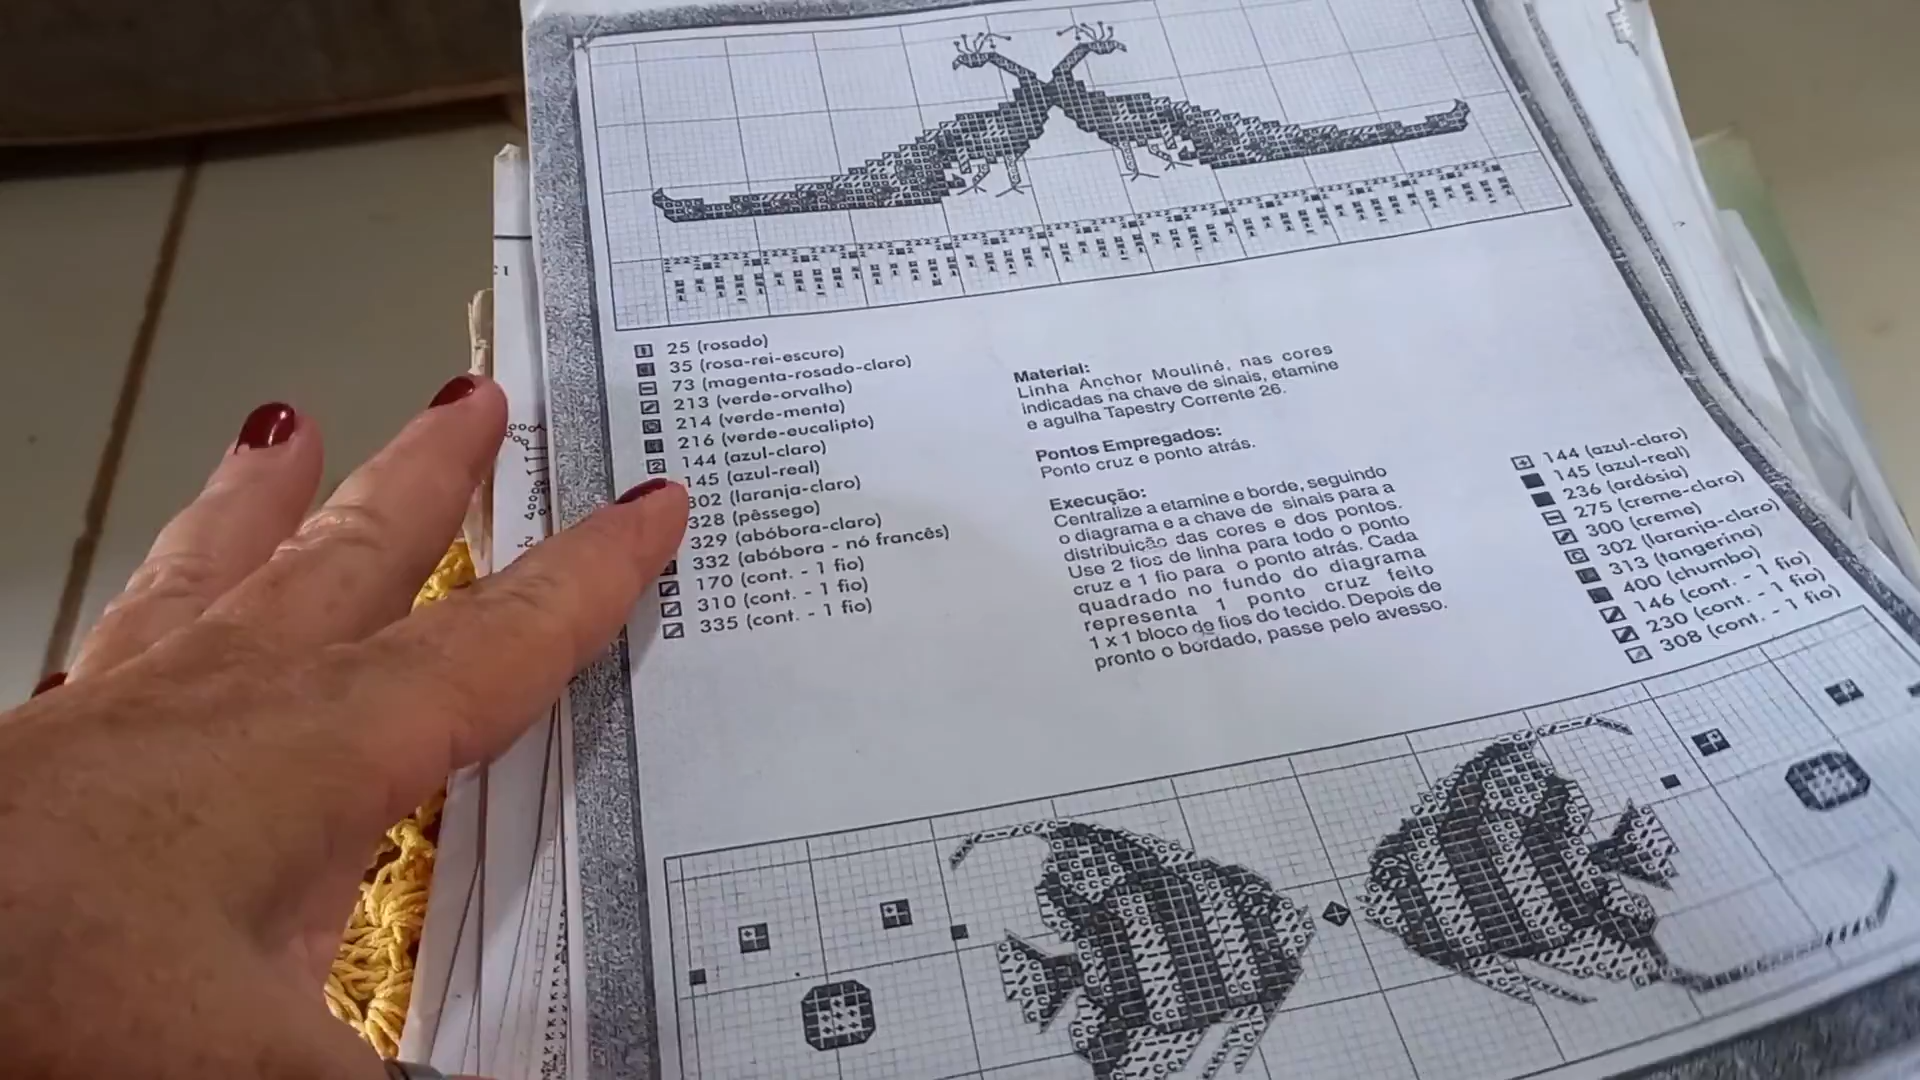 25 (rosado)
35 (rosa-rei-escuro)
73 (magenta-rosado-claro)
213 (verde-orvalho)
214 (verde-menta)
216 (verde-eucalipto)
144 (azul-claro)
145 (azul-real)
302 (laranja-claro)
328 (pêssego)
329 (abóbora-claro)
332 (abóbora - nó francês)
170 (cont. - 1 fio)
310 (cont. - 1 fio)
335 (cont. - 1 fio)
Material:
Linha Anchor Mouliné, nas cores
indicadas na chave de sinais, etamine
e agulha Tapestry Corrente 26.
Pontos Empregados:
Ponto cruz e ponto atrás.
Execução:
Centralize a etamine e borde, seguindo
o diagrama e a chave de sinais para a
distribuição das cores e dos pontos.
Use 2 fios de linha para todo o ponto
cruz e 1 fio para o ponto atrás. Cada
quadrado no fundo do diagrama
representa 1 ponto cruz feito
1 x 1 bloco de fios do tecido. Depois de
pronto o bordado, passe pelo avesso.
144 (azul-claro)
145 (azul-real)
236 (ardósia)
275 (creme-claro)
300 (creme)
302 (laranja-claro)
313 (tangerina)
400 (chumbo)
146 (cont. - 1 fio)
230 (cont. - 1 fio)
308 (cont. - 1 fio)